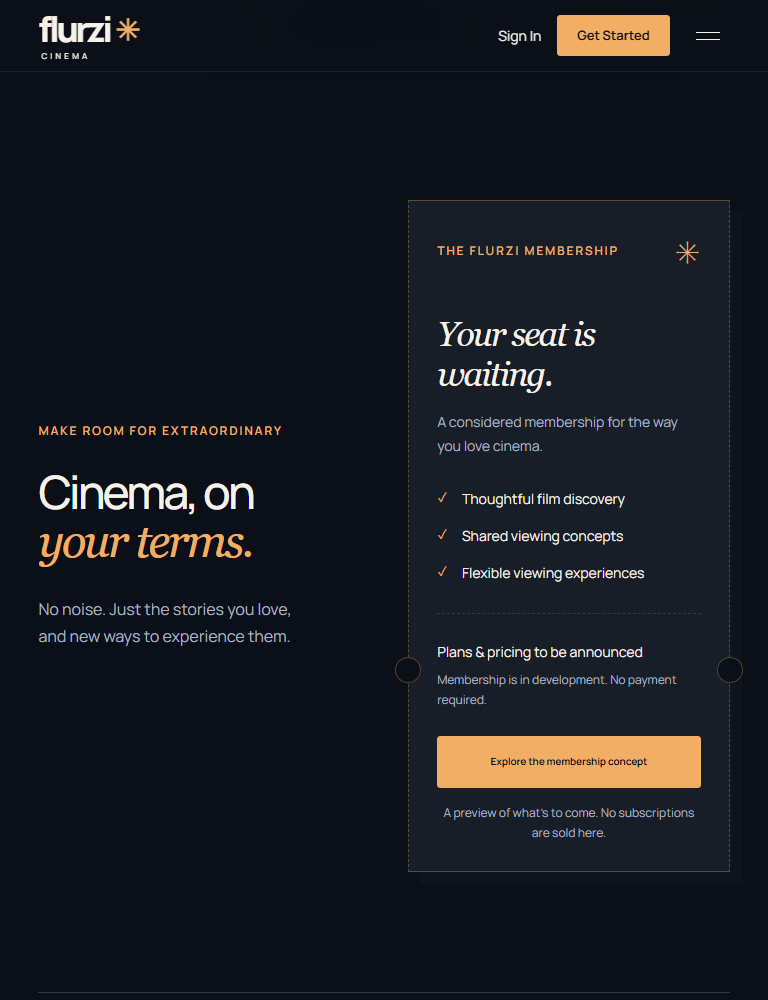 flurzi
CINEMA
Sign In
Get Started
THE FLURZI MEMBERSHIP
Your seat is
waiting.
A considered membership for the way
you love cinema.
✓ Thoughtful film discovery
✓ Shared viewing concepts
✓ Flexible viewing experiences
Plans & pricing to be announced
Membership is in development. No payment
required.
Explore the membership concept
A preview of what's to come. No subscriptions
are sold here.
MAKE ROOM FOR EXTRAORDINARY
Cinema, on
your terms.
No noise. Just the stories you love,
and new ways to experience them.